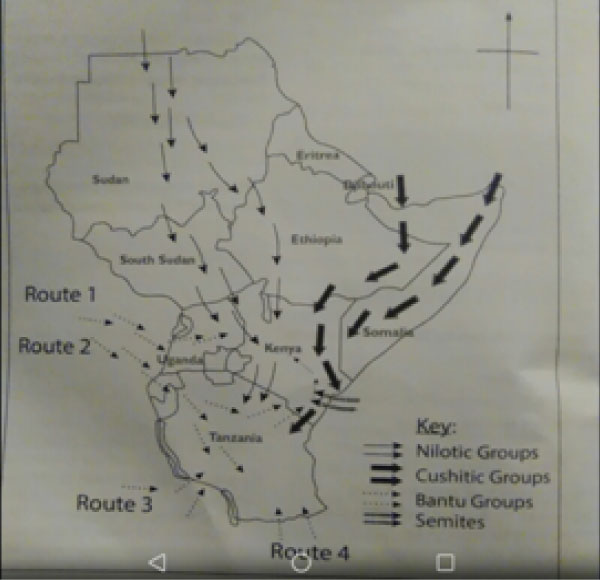 Eritrea
Djibouti
Sudan
Ethiopia
South Sudan
Route 1
Somalia
Route 2
Kenya
Uganda
Key:
Tanzania
Nilotic Groups
Cushitic Groups
Bantu Groups
Route 3
Semites
Route 4